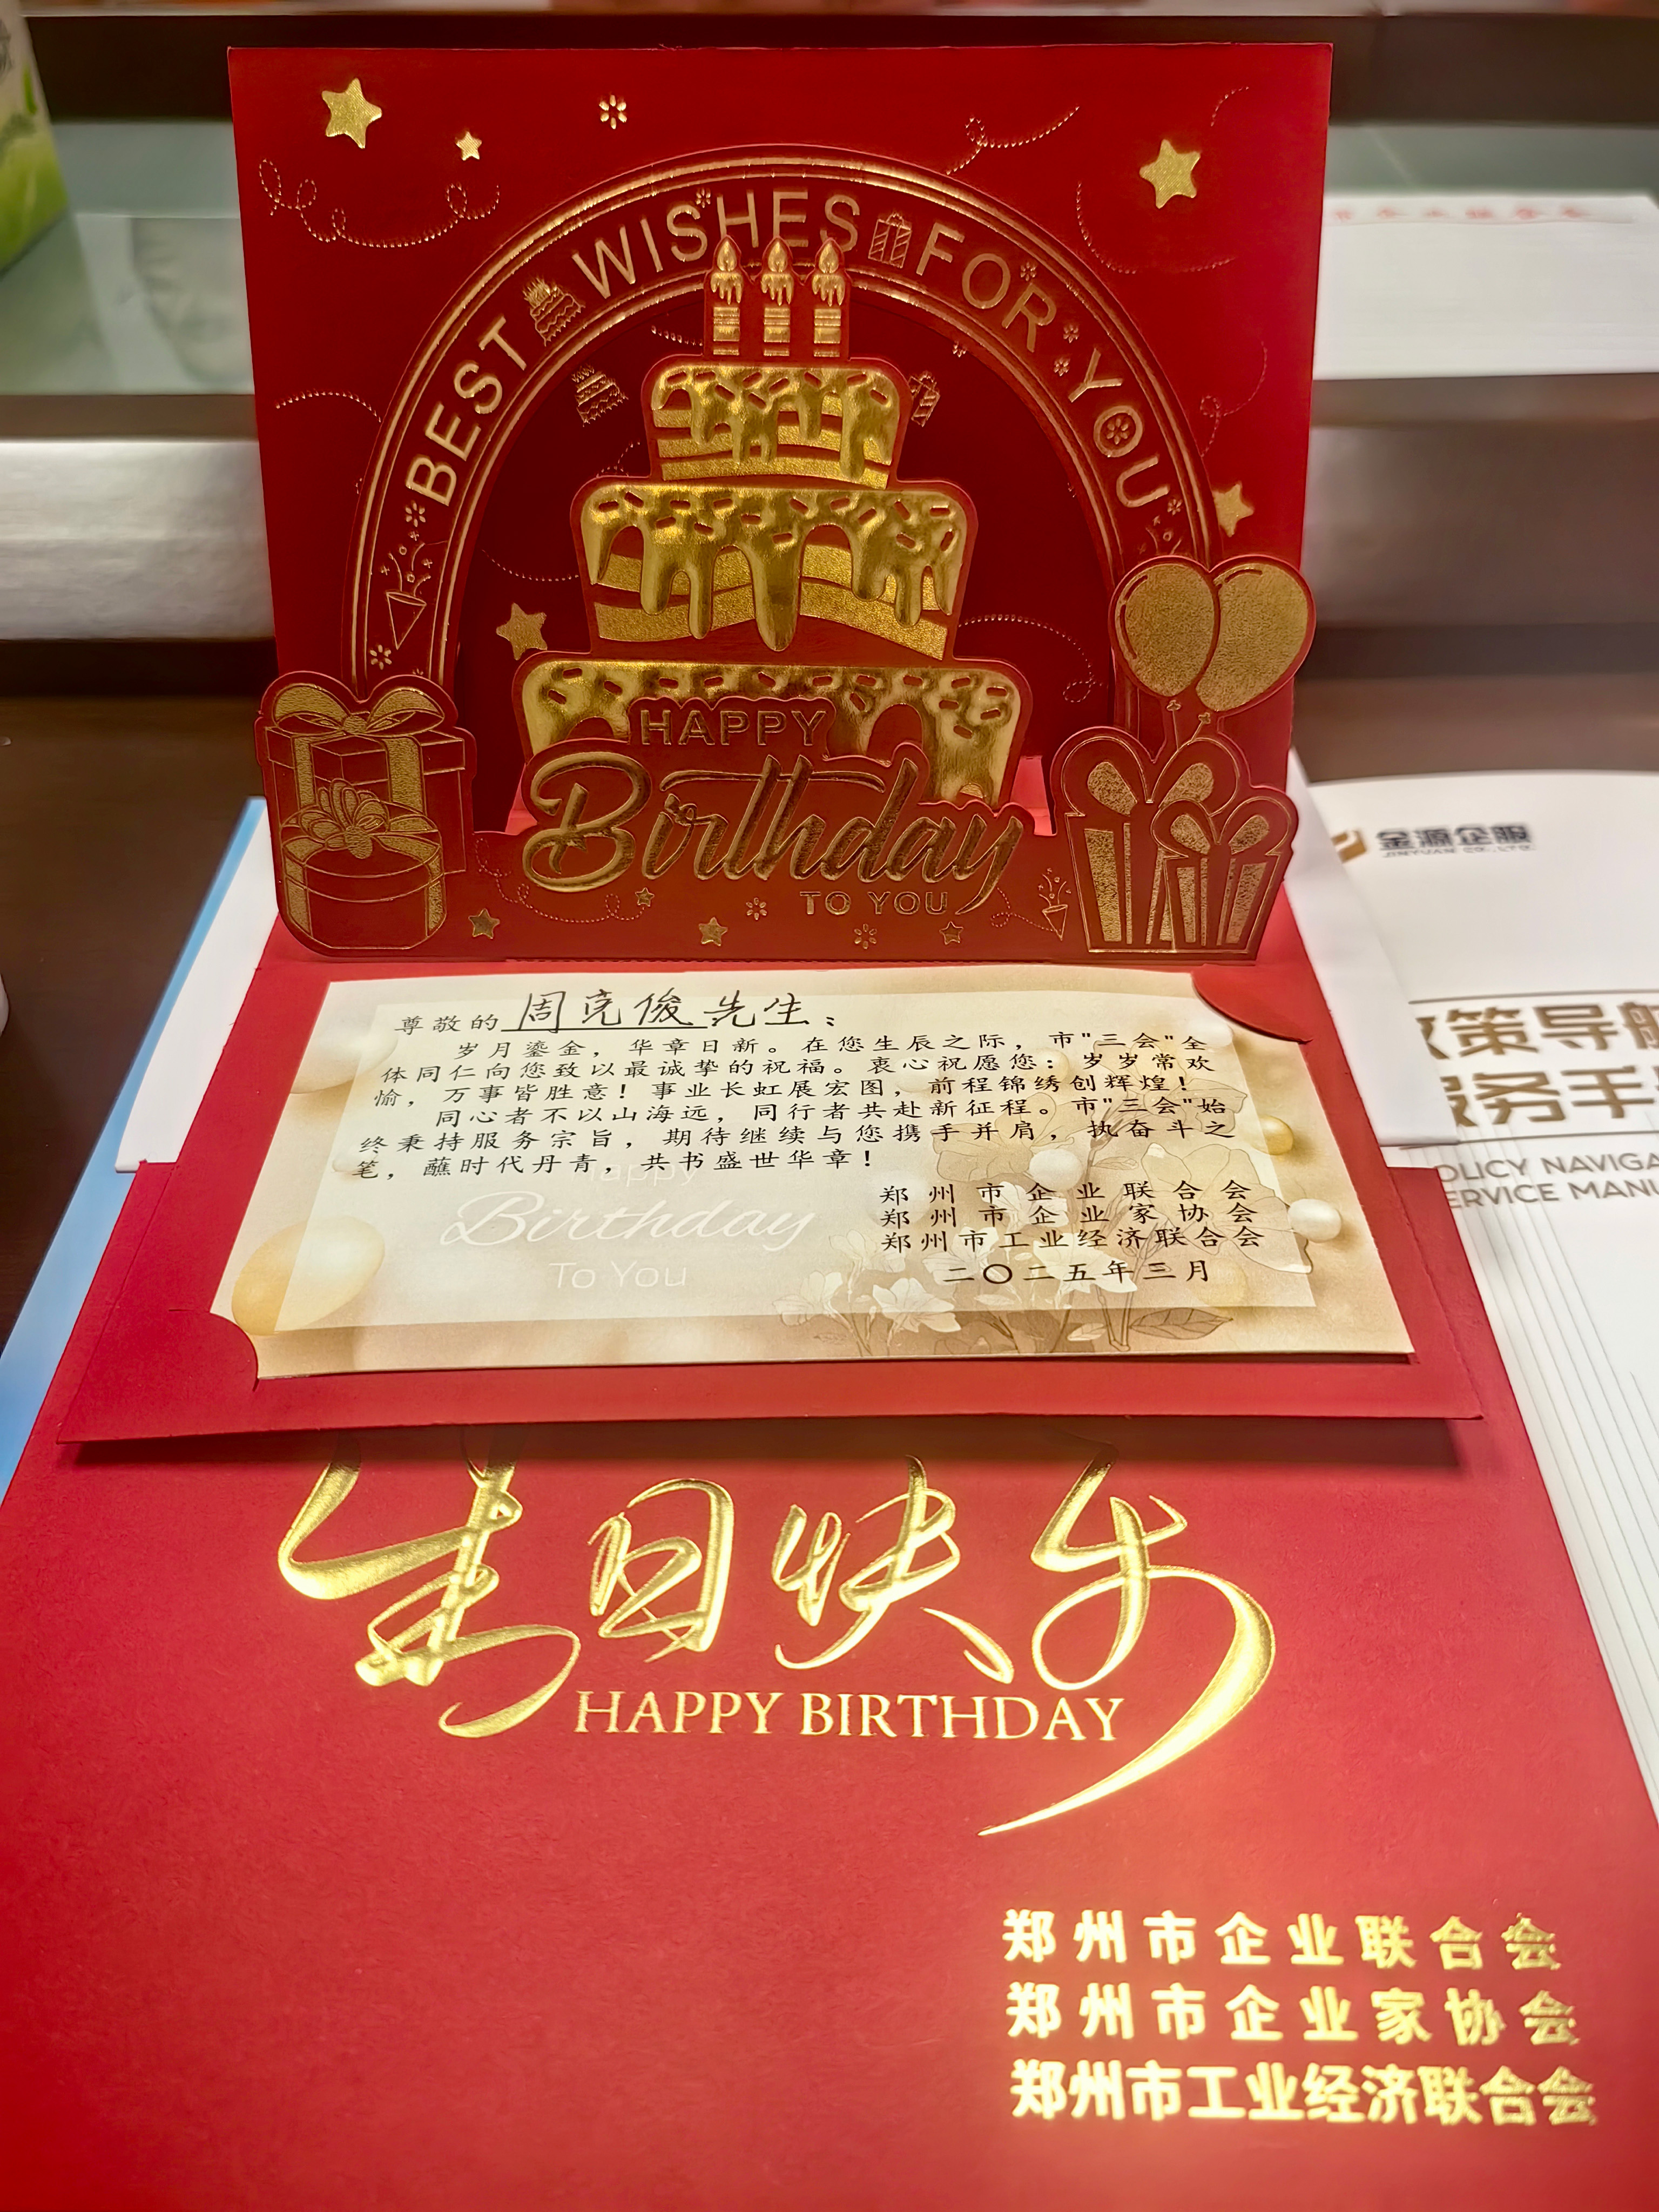 BEST WISHES FOR YOU
HAPPY
Birthday
TO YOU
尊敬的周克俊先生：
岁月鎏金，华章日新。在您生辰之际，市"三会"全
体同仁向您致以最诚挚的祝福。衷心祝愿您：岁岁常欢
愉，万事皆胜意！事业长虹展宏图，前程锦绣创辉煌！
同心者不以山海远，同行者共赴新征程。市"三会"始
终秉持服务宗旨，期待继续与您携手并肩，执奋斗之
笔，蘸时代丹青，共书盛世华章！
Happy
Birthday
To You
郑州市企业联合会
郑州市企业家协会
郑州市工业经济联合会
二〇二五年三月
生日快乐
HAPPY BIRTHDAY
郑州市企业联合会
郑州市企业家协会
郑州市工业经济联合会
金源企服
JINYUAN CO., LTD.
策导航
服务手
OLICY NAVIGA
ERVICE MANU